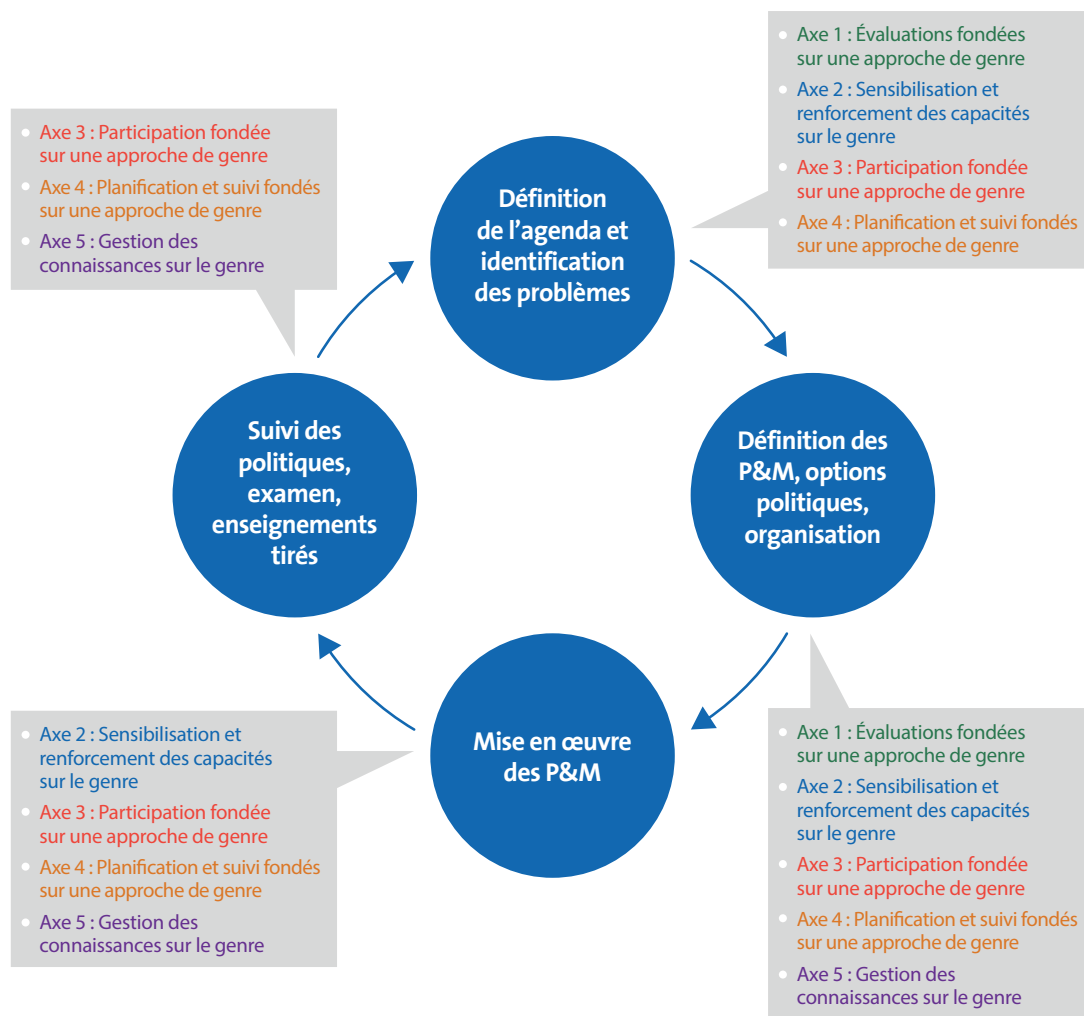 Axe 1 : Évaluations fondées
sur une approche de genre
Axe 2 : Sensibilisation et
renforcement des capacités
sur le genre
Axe 3 : Participation fondée
sur une approche de genre
Axe 4 : Planification et suivi fondés
sur une approche de genre
Axe 3 : Participation fondée
sur une approche de genre
Axe 4 : Planification et suivi fondés
sur une approche de genre
Axe 5 : Gestion des
connaissances sur le genre
Définition
de l’agenda et
identification
des problèmes
Suivi des
politiques,
examen,
enseignements
tirés
Définition des
P&M, options
politiques,
organisation
Mise en œuvre
des P&M
Axe 2 : Sensibilisation et
renforcement des capacités
sur le genre
Axe 3 : Participation fondée
sur une approche de genre
Axe 4 : Planification et suivi fondés
sur une approche de genre
Axe 5 : Gestion des
connaissances sur le genre
Axe 1 : Évaluations fondées
sur une approche de genre
Axe 2 : Sensibilisation et
renforcement des capacités
sur le genre
Axe 3 : Participation fondée
sur une approche de genre
Axe 4 : Planification et suivi fondés
sur une approche de genre
Axe 5 : Gestion des
connaissances sur le genre